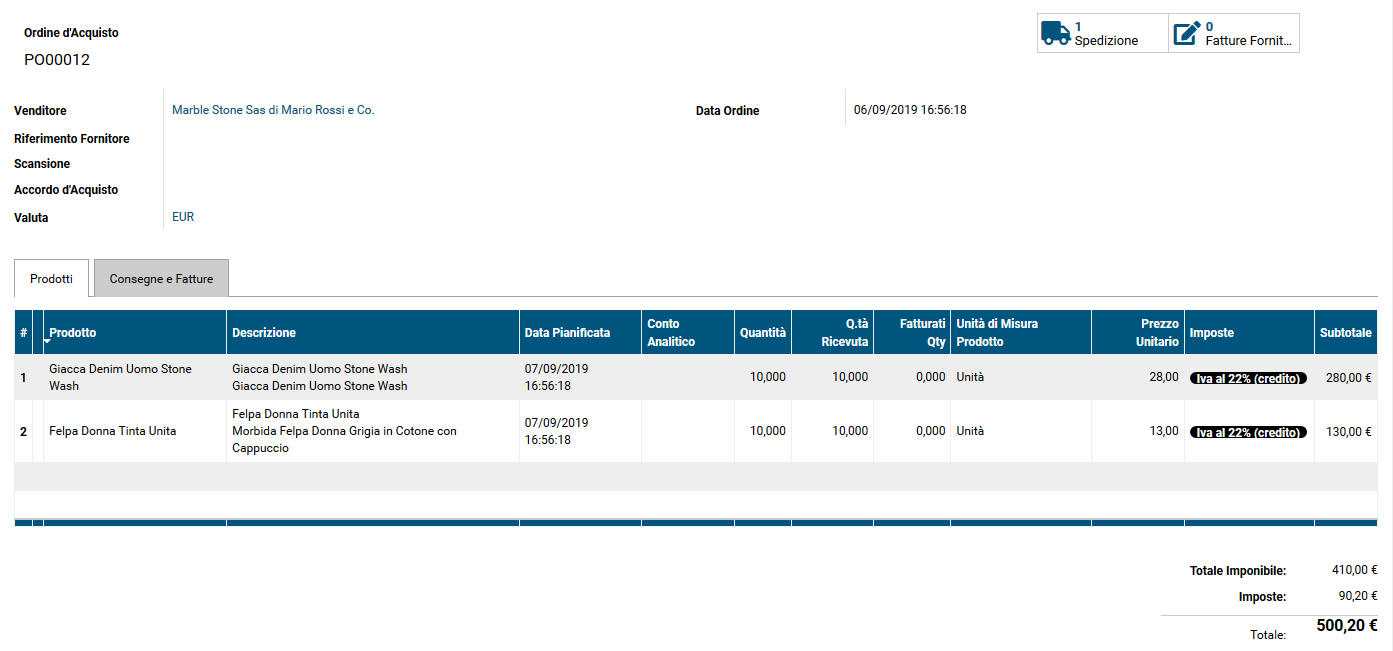 Ordine d'Acquisto
PO00012
1
Spedizione
0
Fatture Fornit...
Venditore
Marble Stone Sas di Mario Rossi e Co.
Data Ordine
06/09/2019 16:56:18
Riferimento Fornitore
Scansione
Accordo d'Acquisto
Valuta
EUR
Prodotti
Consegne e Fatture
#
Prodotto
Descrizione
Data Pianificata
Conto
Analitico
Quantità
Q.tà
Ricevuta
Fatturati
Qty
Unità di Misura
Prodotto
Prezzo
Unitario
Imposte
Subtotale
1
Giacca Denim Uomo Stone
Wash
Giacca Denim Uomo Stone Wash
Giacca Denim Uomo Stone Wash
07/09/2019
16:56:18
10,000
10,000
0,000
Unità
28,00
Iva al 22% (credito)
280,00 €
2
Felpa Donna Tinta Unita
Felpa Donna Tinta Unita
Morbida Felpa Donna Grigia in Cotone con
Cappuccio
07/09/2019
16:56:18
10,000
10,000
0,000
Unità
13,00
Iva al 22% (credito)
130,00 €
Totale Imponibile:
410,00 €
Imposte:
90,20 €
Totale:
500,20 €